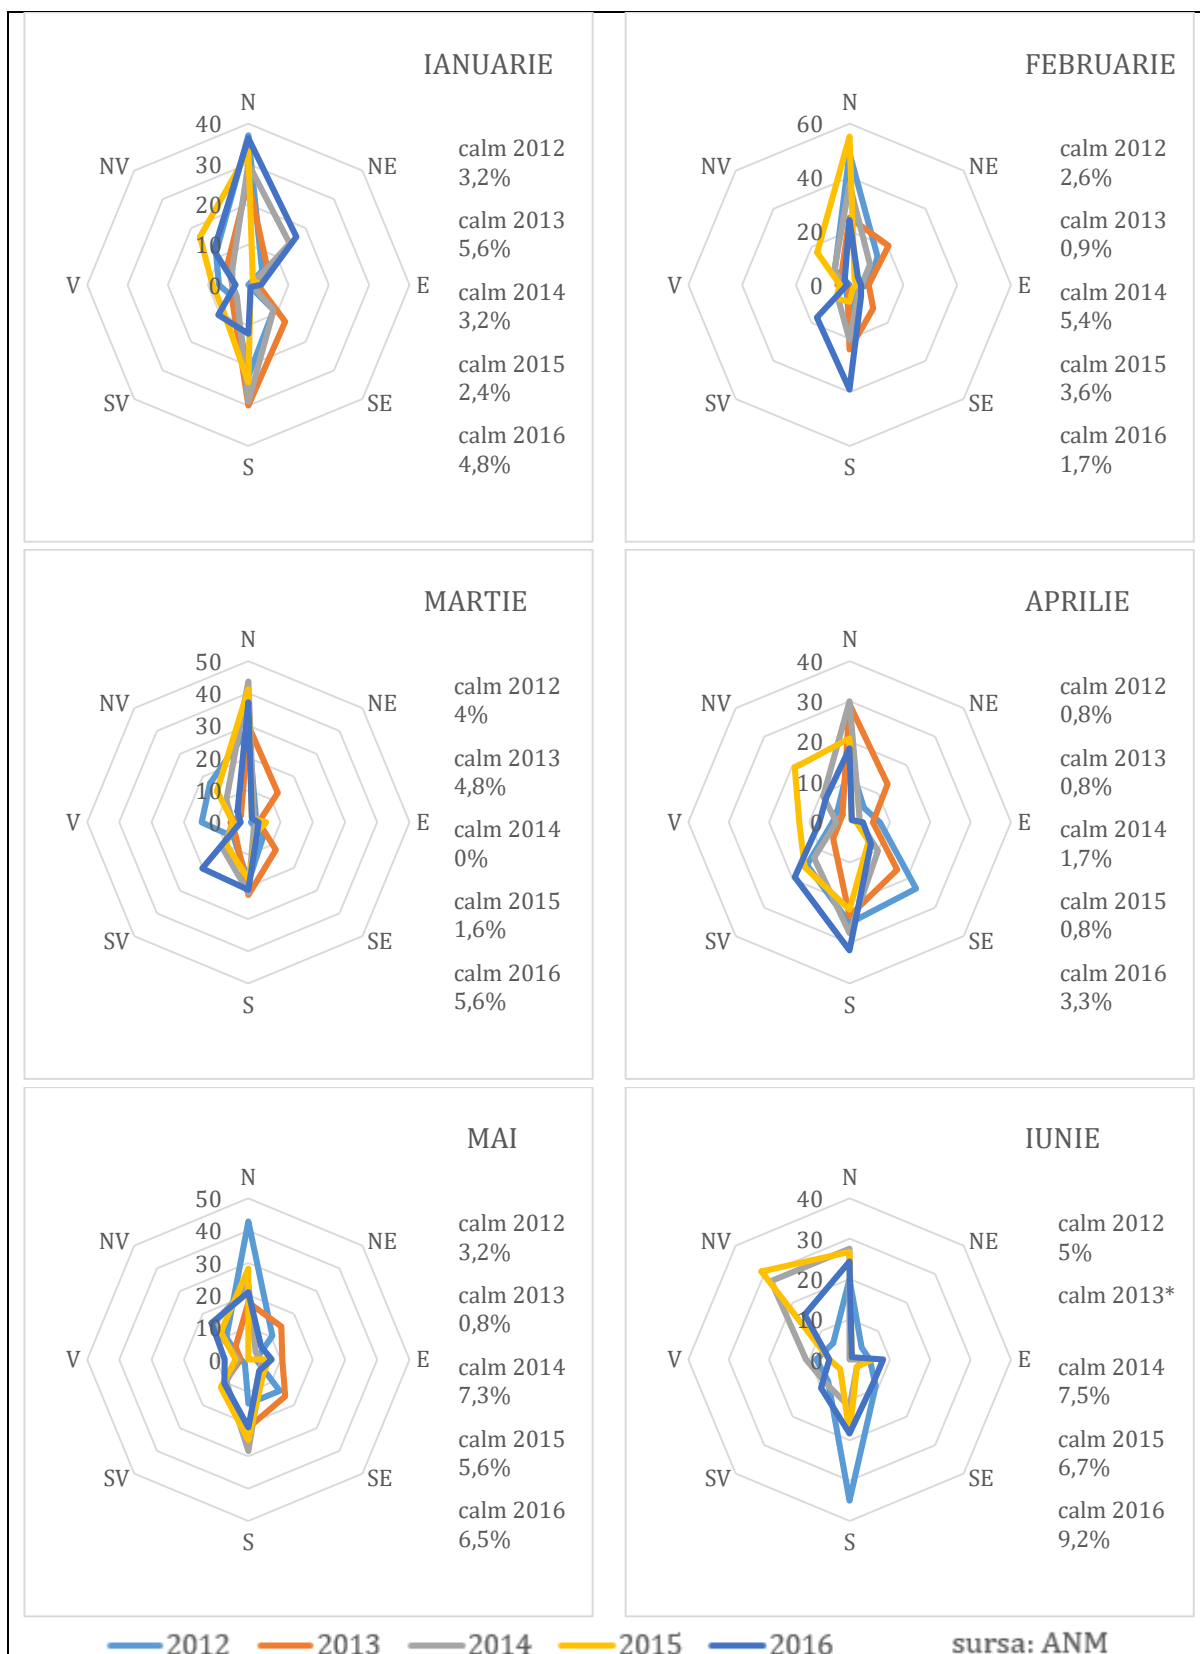 IANUARIE
N
40
30
20
10
0
NV
NE
V
E
SV
SE
S
calm 2012
3,2%
calm 2013
5,6%
calm 2014
3,2%
calm 2015
2,4%
calm 2016
4,8%
FEBRUARIE
N
60
40
20
0
NV
NE
V
E
SV
SE
S
calm 2012
2,6%
calm 2013
0,9%
calm 2014
5,4%
calm 2015
3,6%
calm 2016
1,7%
MARTIE
N
50
40
30
20
10
0
NV
NE
V
E
SV
SE
S
calm 2012
4%
calm 2013
4,8%
calm 2014
0%
calm 2015
1,6%
calm 2016
5,6%
APRILIE
N
40
30
20
10
0
NV
NE
V
E
SV
SE
S
calm 2012
0,8%
calm 2013
0,8%
calm 2014
1,7%
calm 2015
0,8%
calm 2016
3,3%
MAI
N
50
40
30
20
10
0
NV
NE
V
E
SV
SE
S
calm 2012
3,2%
calm 2013
0,8%
calm 2014
7,3%
calm 2015
5,6%
calm 2016
6,5%
IUNIE
N
40
30
20
10
0
NV
NE
V
E
SV
SE
S
calm 2012
5%
calm 2013*
calm 2014
7,5%
calm 2015
6,7%
calm 2016
9,2%
2012 2013 2014 2015 2016 sursa: ANM